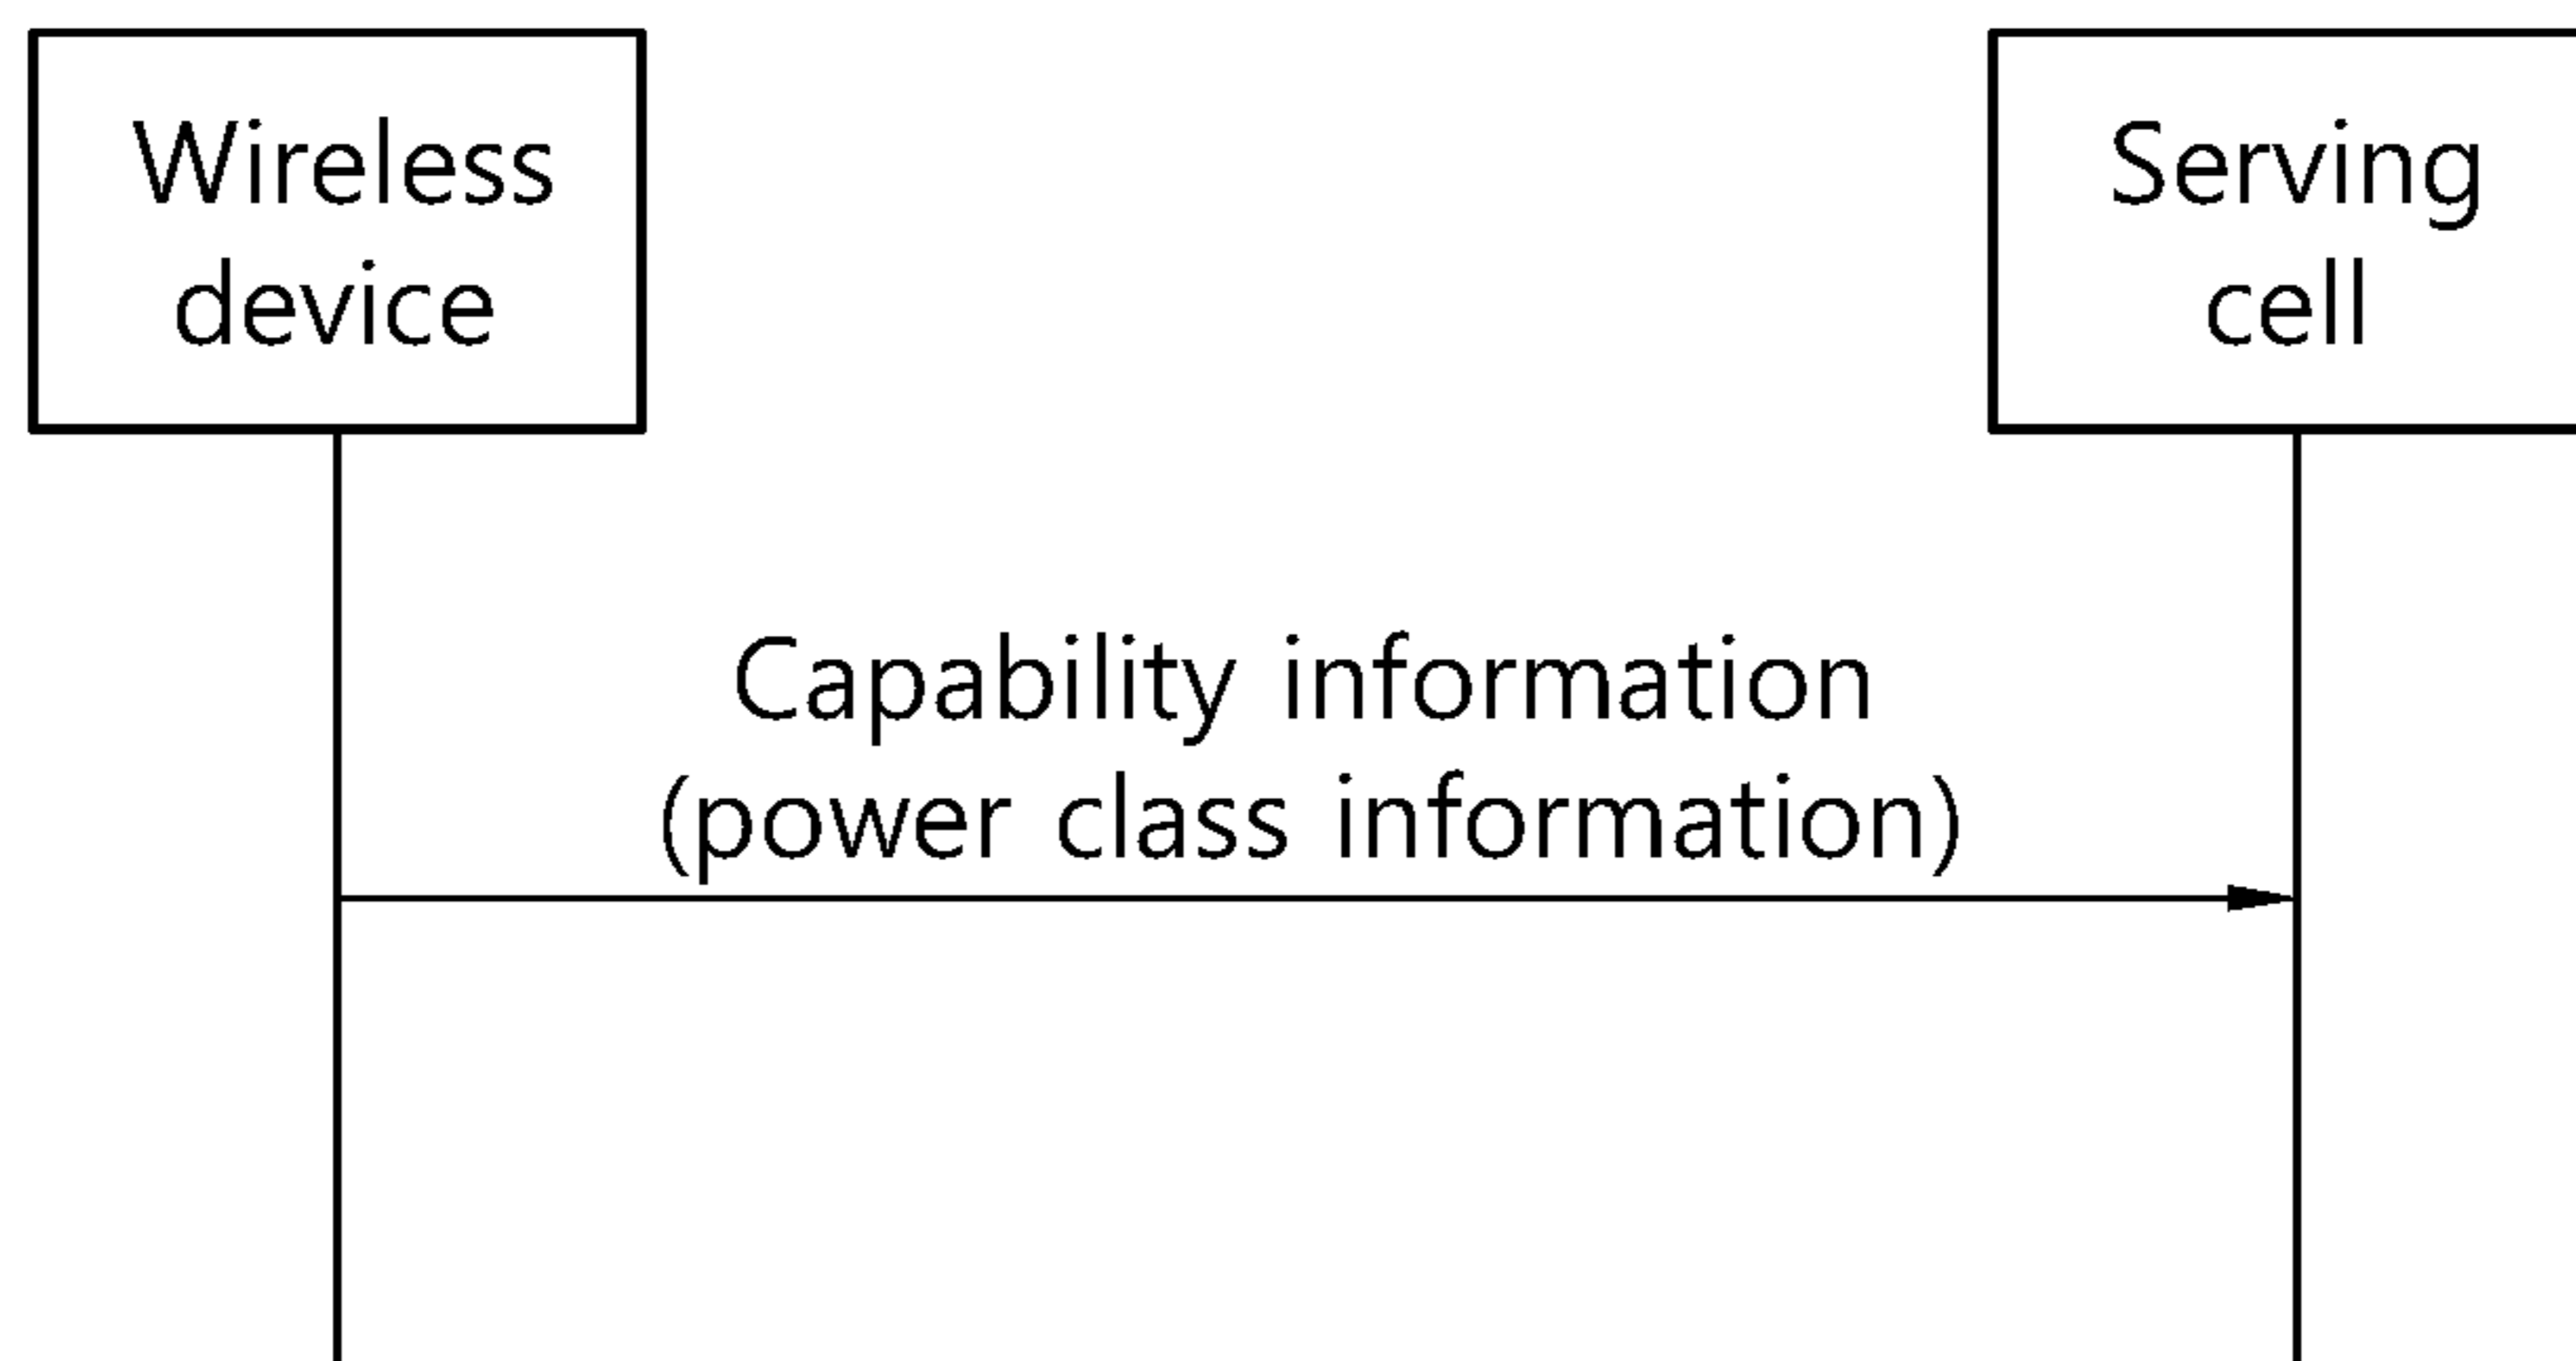 Wireless
device
Serving
cell
Capability information
(power class information)